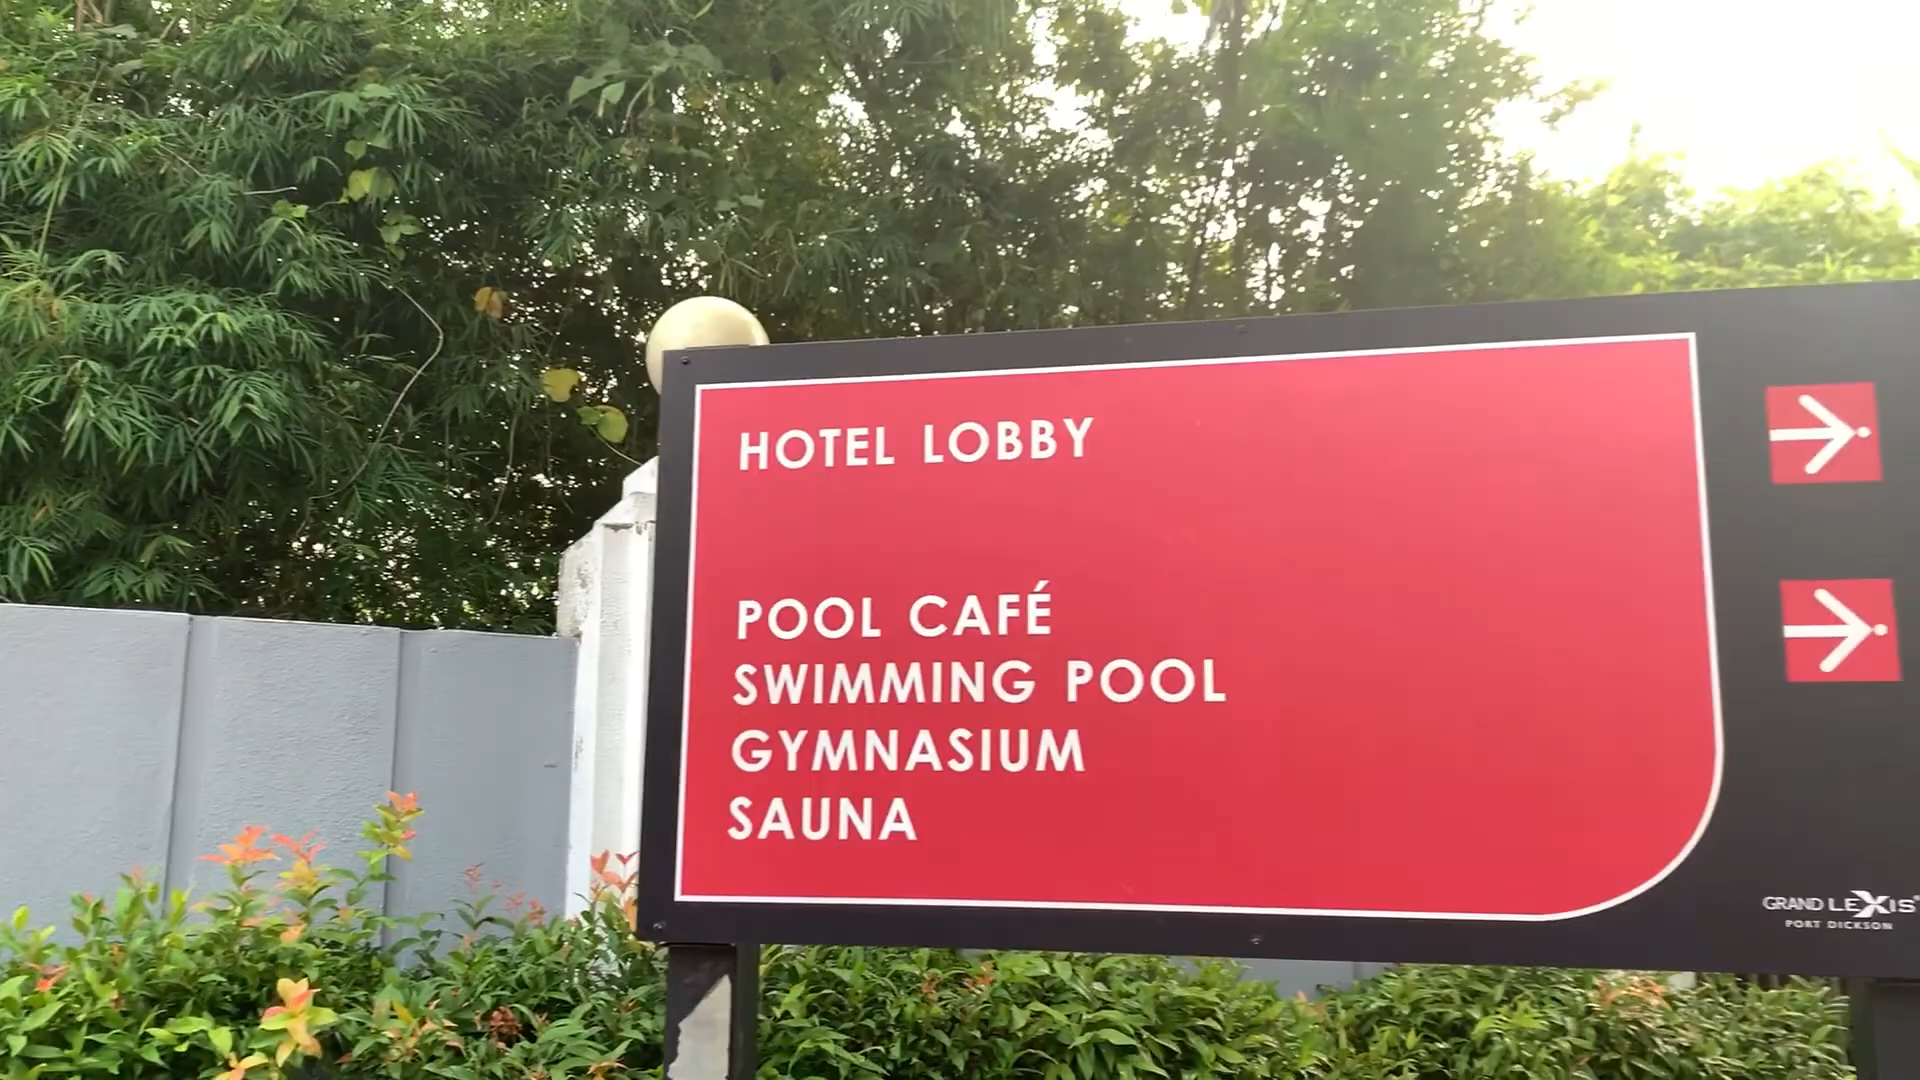 HOTEL LOBBY
POOL CAFÉ
SWIMMING POOL
GYMNASIUM
SAUNA
GRAND LEXIS®
PORT DICKSON